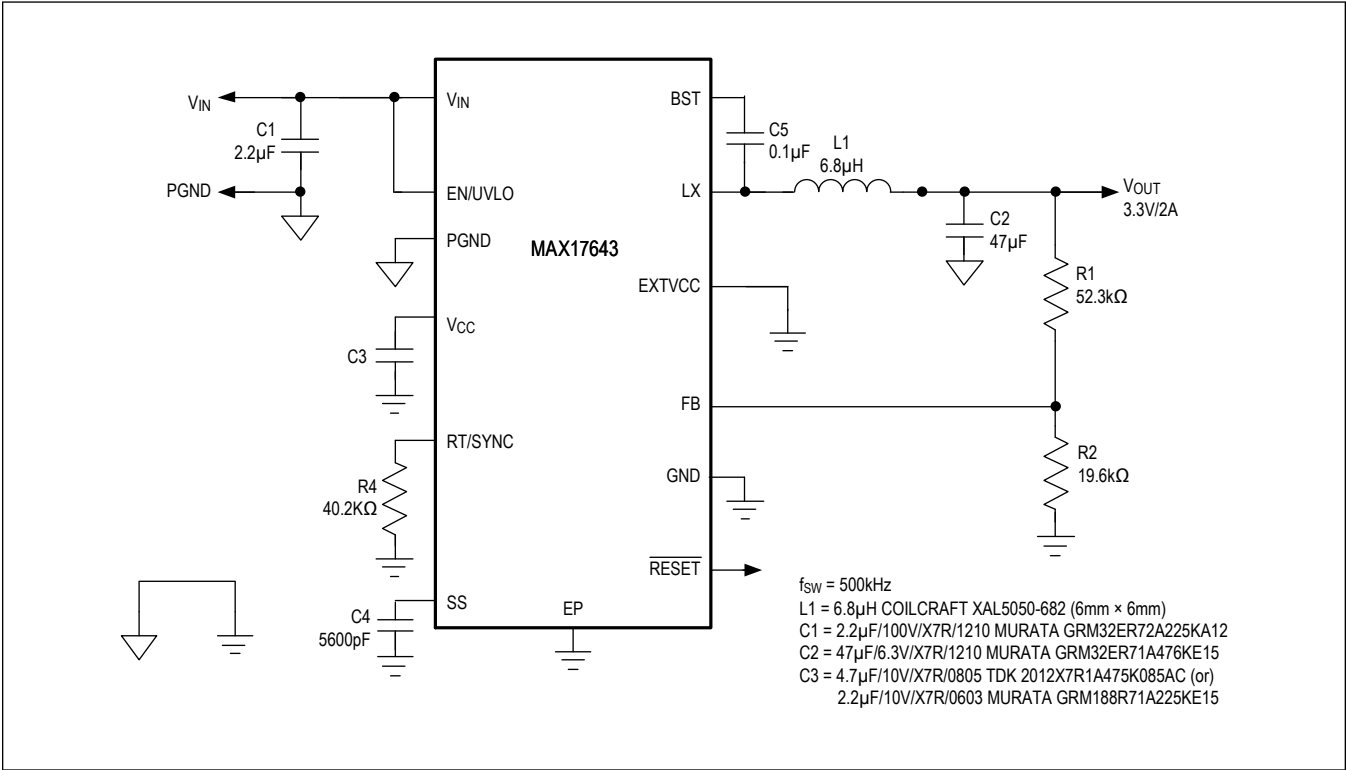 VIN
C1
2.2µF
PGND
VIN
EN/UVLO
PGND
VCC
C3
RT/SYNC
R4
40.2KΩ
SS
C4
5600pF
MAX17643
EP
BST
C5
0.1µF
LX
L1
6.8µH
C2
47µF
VOUT
3.3V/2A
EXTVCC
R1
52.3kΩ
FB
R2
19.6kΩ
GND
RESET
fSW = 500kHz
L1 = 6.8µH COILCRAFT XAL5050-682 (6mm × 6mm)
C1 = 2.2µF/100V/X7R/1210 MURATA GRM32ER72A225KA12
C2 = 47µF/6.3V/X7R/1210 MURATA GRM32ER71A476KE15
C3 = 4.7µF/10V/X7R/0805 TDK 2012X7R1A475K085AC (or)
2.2µF/10V/X7R/0603 MURATA GRM188R71A225KE15